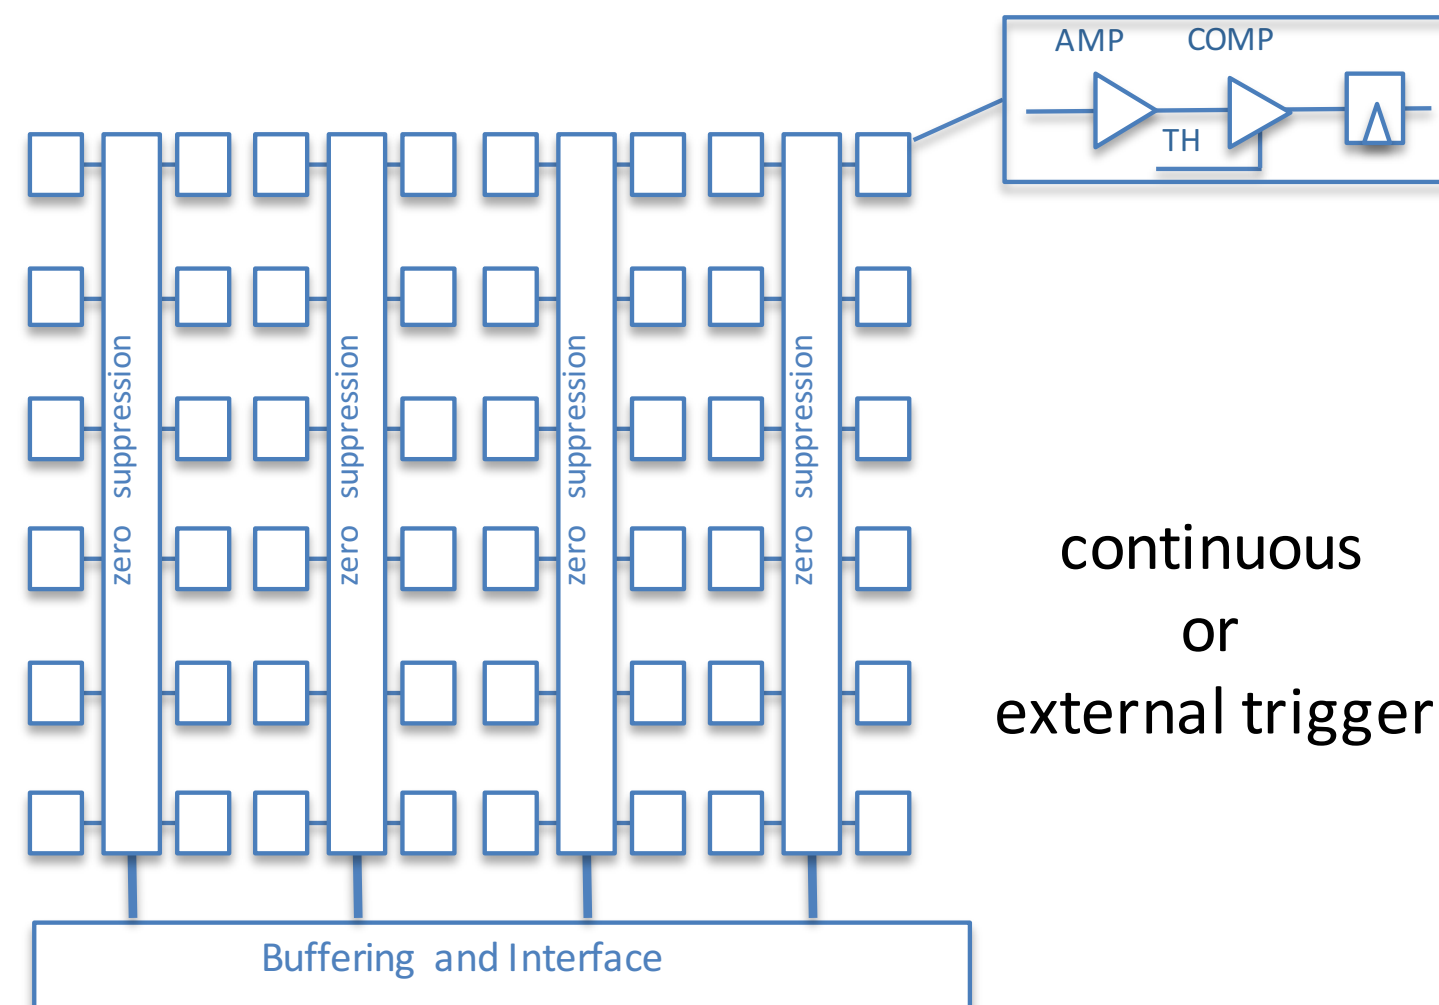 AMP COMP
TH
zero suppression
zero suppression
zero suppression
zero suppression
continuous
or
external trigger
Buffering and Interface